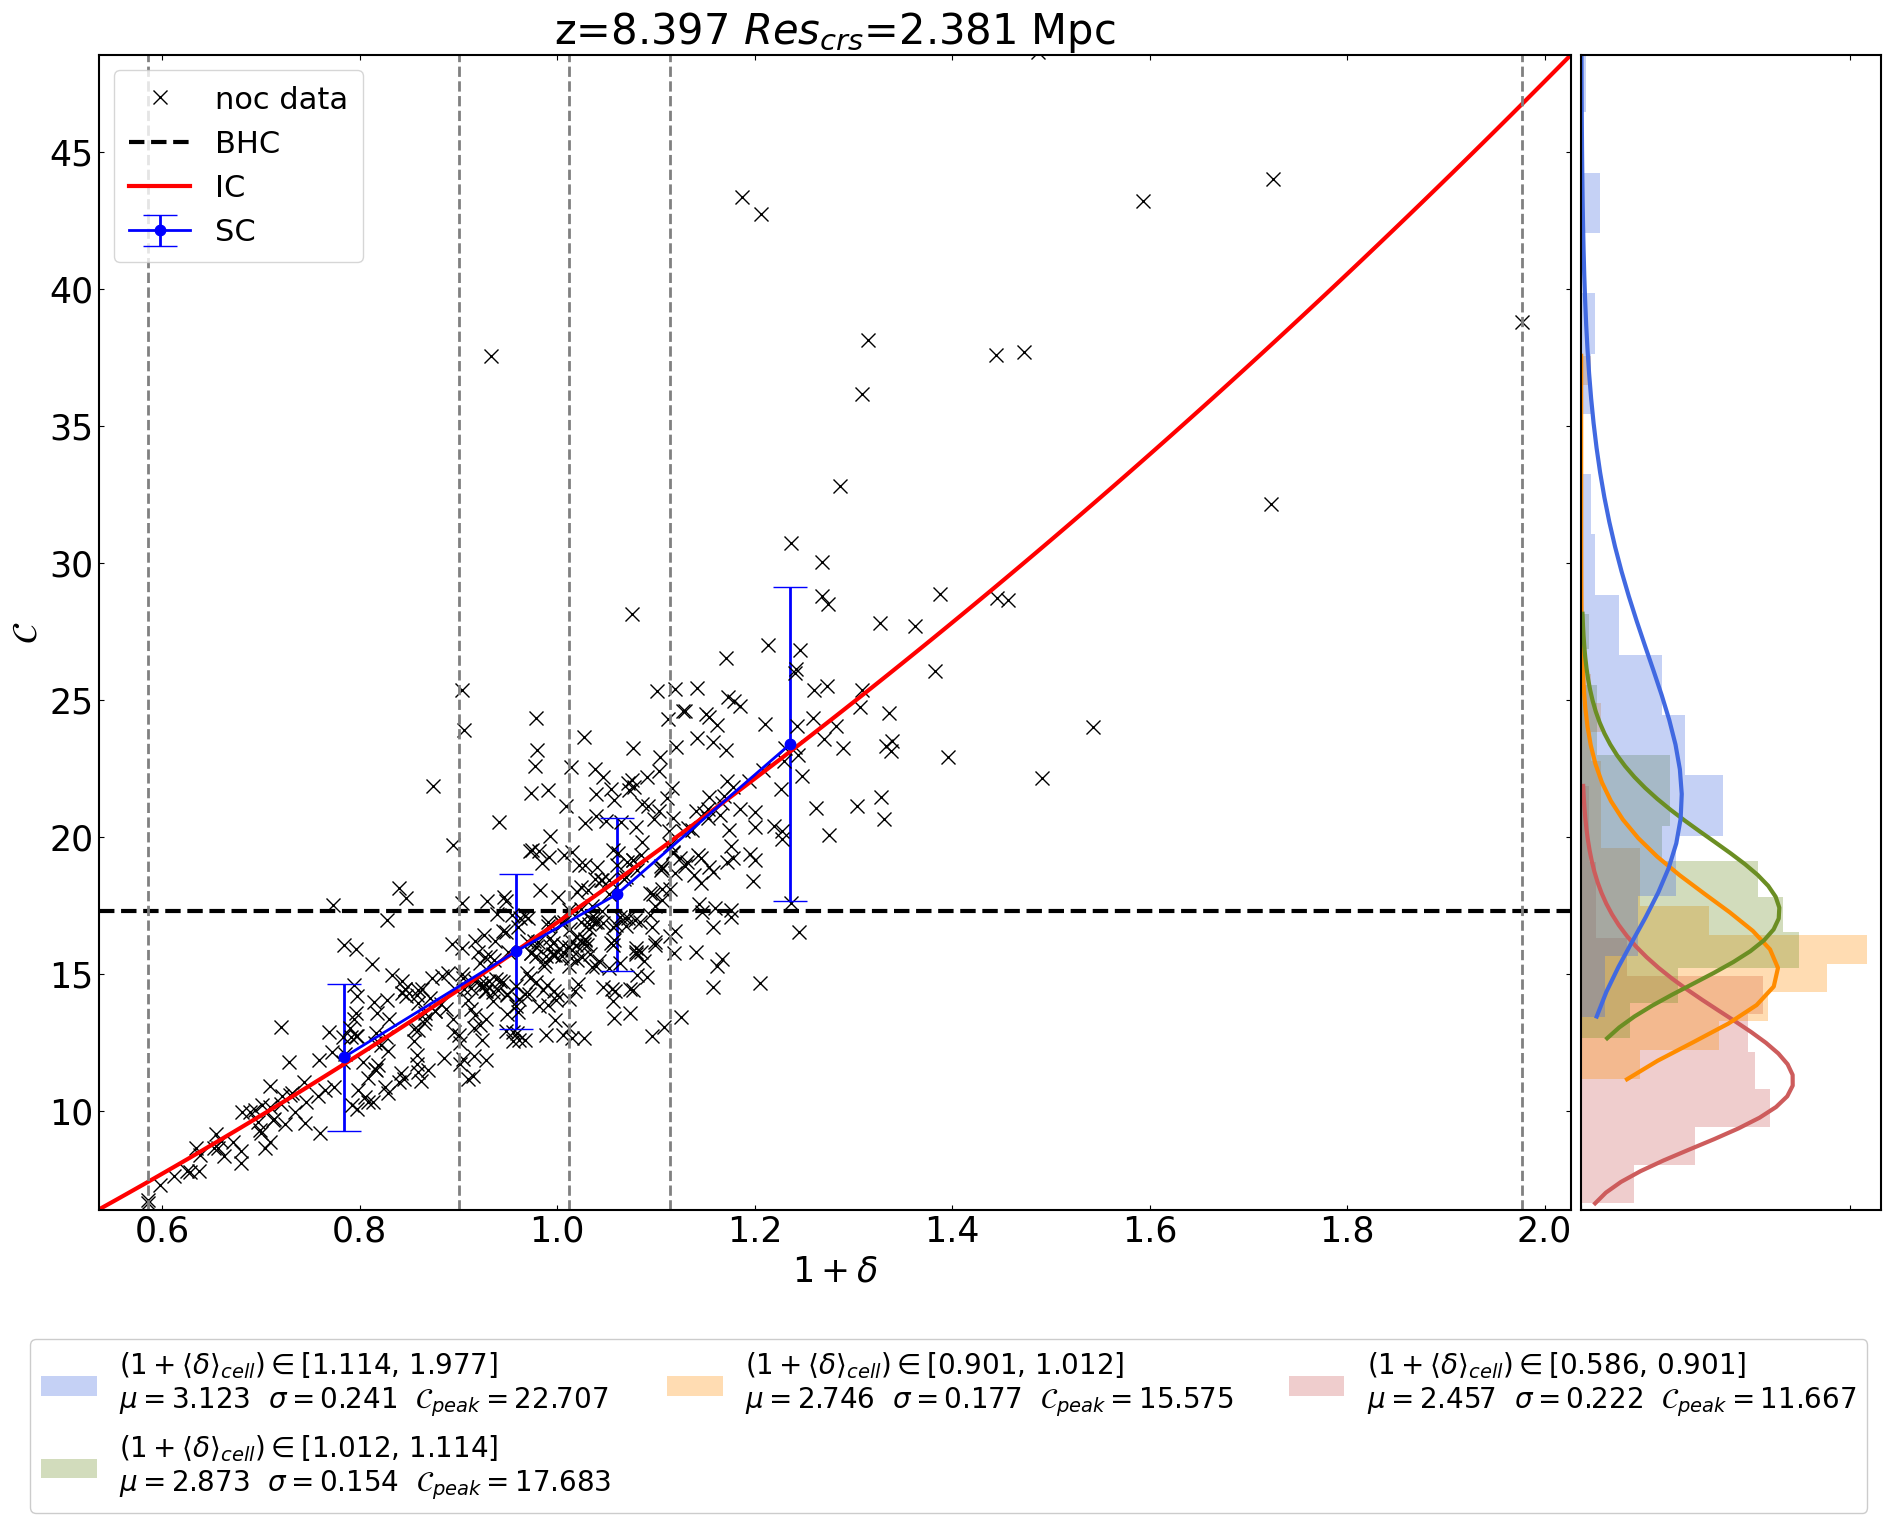 z=8.397 Res_crs=2.381 Mpc
noc data
BHC
IC
SC
45
40
35
30
25
20
15
10
𝒞
0.6 0.8 1.0 1.2 1.4 1.6 1.8 2.0
1 + δ
(1 + ⟨δ⟩_cell) ∈ [1.114, 1.977]
μ = 3.123 σ = 0.241 𝒞_peak = 22.707
(1 + ⟨δ⟩_cell) ∈ [1.012, 1.114]
μ = 2.873 σ = 0.154 𝒞_peak = 17.683
(1 + ⟨δ⟩_cell) ∈ [0.901, 1.012]
μ = 2.746 σ = 0.177 𝒞_peak = 15.575
(1 + ⟨δ⟩_cell) ∈ [0.586, 0.901]
μ = 2.457 σ = 0.222 𝒞_peak = 11.667